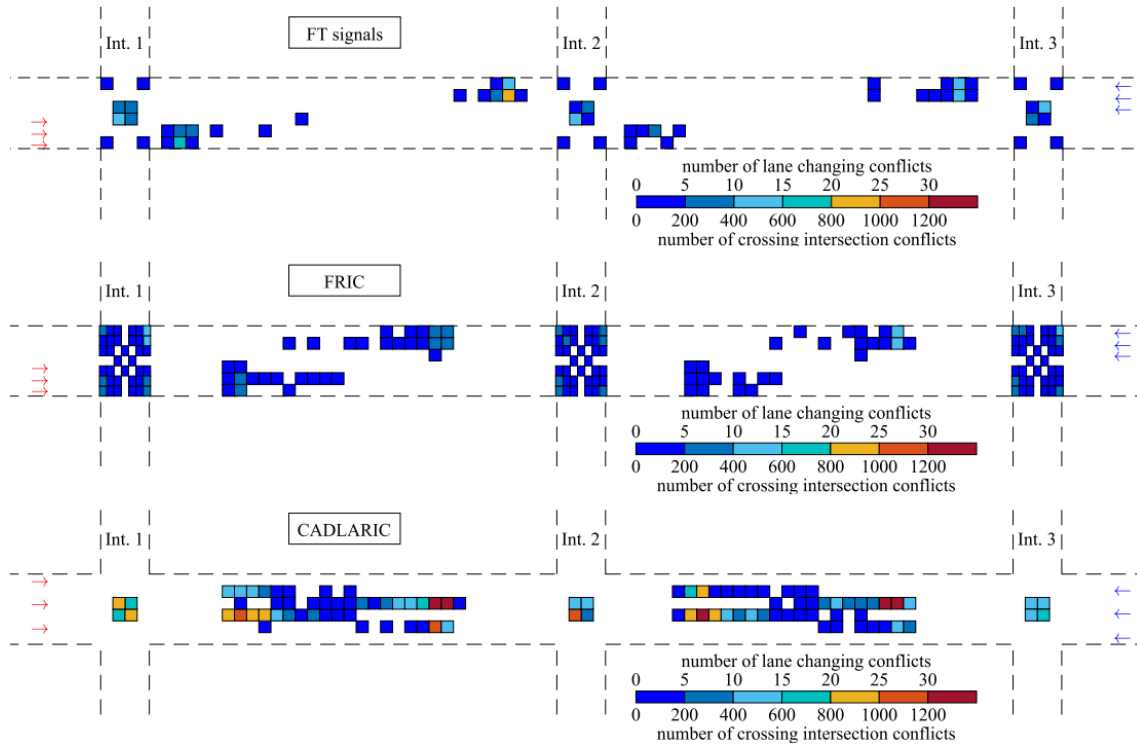 FT signals
Int. 1 Int. 2 Int. 3
number of lane changing conflicts
0 5 10 15 20 25 30
0 200 400 600 800 1000 1200
number of crossing intersection conflicts
FRIC
Int. 1 Int. 2 Int. 3
number of lane changing conflicts
0 5 10 15 20 25 30
0 200 400 600 800 1000 1200
number of crossing intersection conflicts
CADLARIC
Int. 1 Int. 2 Int. 3
number of lane changing conflicts
0 5 10 15 20 25 30
0 200 400 600 800 1000 1200
number of crossing intersection conflicts